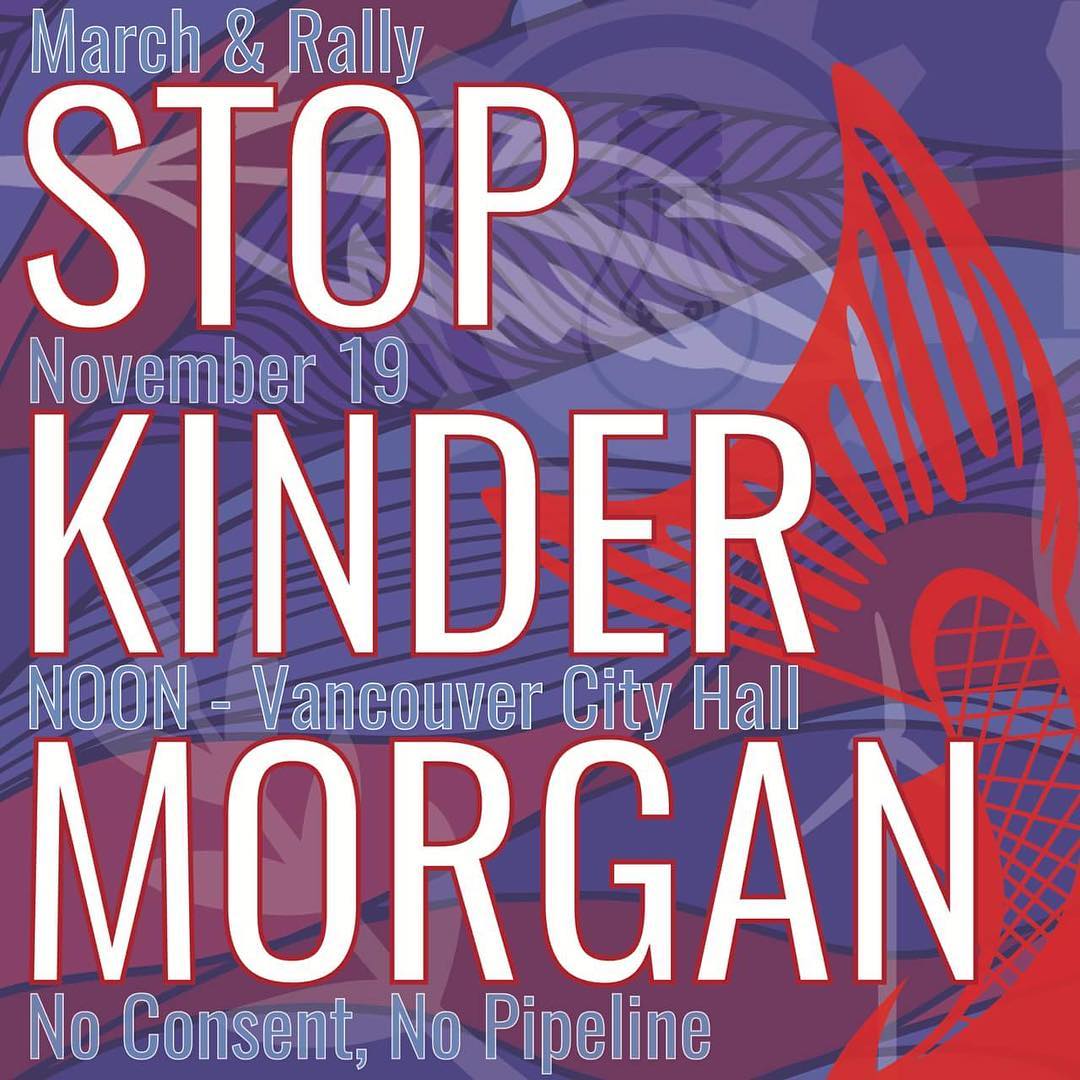 March & Rally
STOP
November 19
KINDER
NOON - Vancouver City Hall
MORGAN
No Consent, No Pipeline